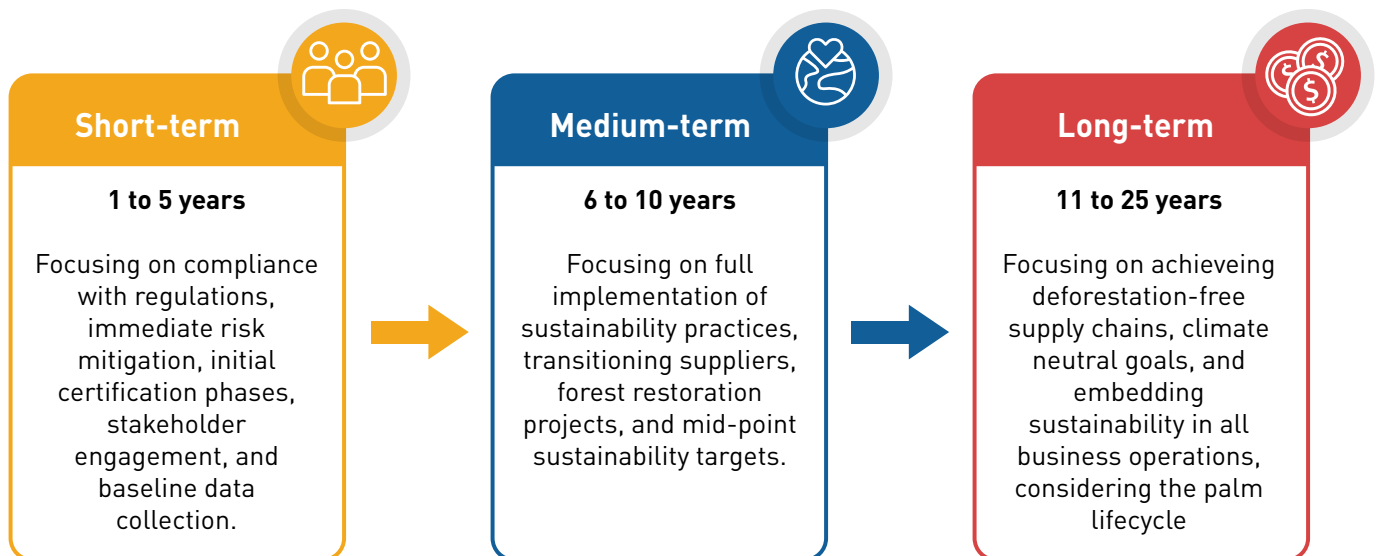 Short-term
1 to 5 years
Focusing on compliance
with regulations,
immediate risk
mitigation, initial
certification phases,
stakeholder
engagement, and
baseline data
collection.
Medium-term
6 to 10 years
Focusing on full
implementation of
sustainability practices,
transitioning suppliers,
forest restoration
projects, and mid-point
sustainability targets.
Long-term
11 to 25 years
Focusing on achieveing
deforestation-free
supply chains, climate
neutral goals, and
embedding
sustainability in all
business operations,
considering the palm
lifecycle